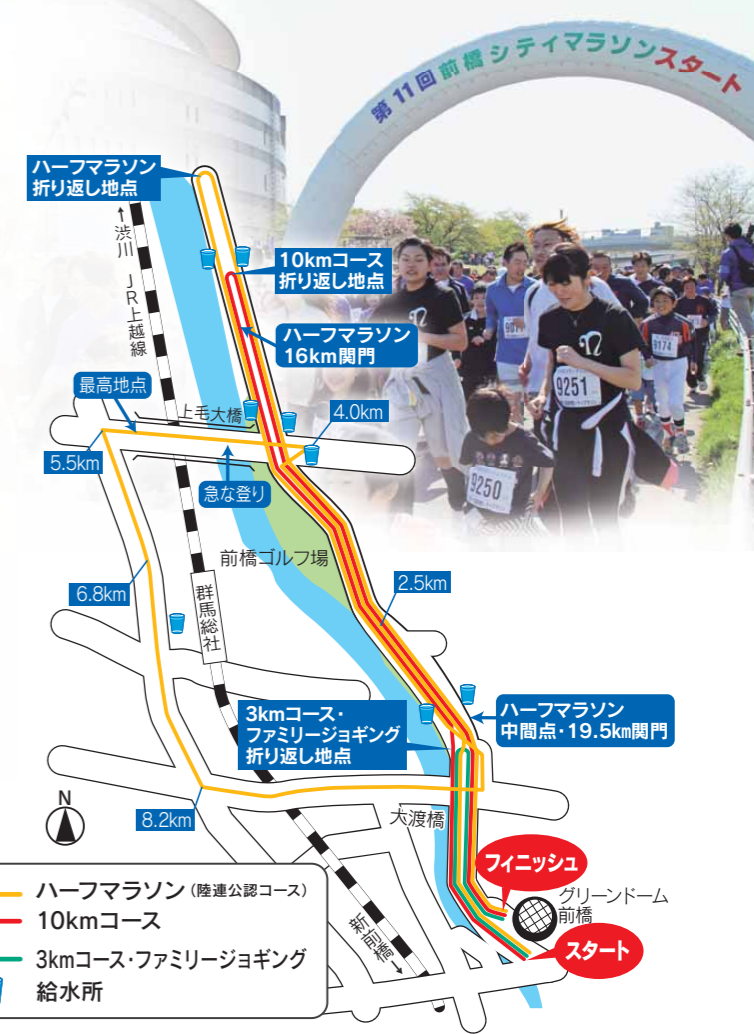 第11回前橋シティマラソンスタート
ハーフマラソン
折り返し地点
↑渋川
JR上越線
10kmコース
折り返し地点
ハーフマラソン
16km関門
9174
9251
9250
最高地点
上毛大橋
4.0km
5.5km
急な登り
前橋ゴルフ場
2.5km
6.8km
群馬総社
3kmコース・
ファミリージョギング
折り返し地点
ハーフマラソン
中間点・19.5km関門
N
8.2km
大渡橋
フィニッシュ
グリーンドーム
前橋
スタート
新前橋→
ハーフマラソン(陸連公認コース)
10kmコース
3kmコース・ファミリージョギング
給水所